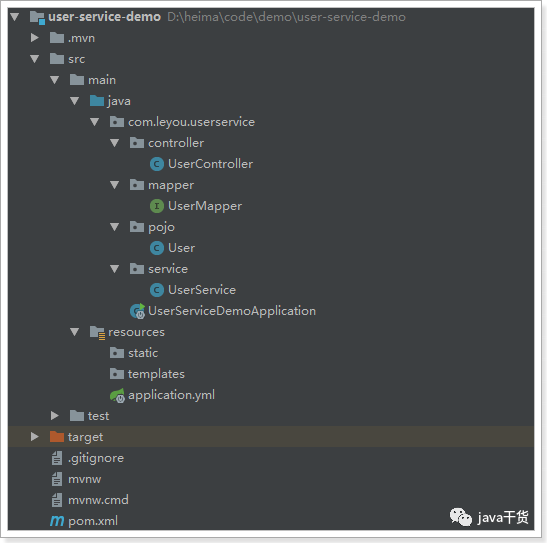 user-service-demo D:\heima\code\demo\user-service-demo
.mvn
src
main
java
com.leyou.userservice
controller
UserController
mapper
UserMapper
pojo
User
service
UserService
UserServiceDemoApplication
resources
static
templates
application.yml
test
target
.gitignore
mvnw
mvnw.cmd
pom.xml
java干货